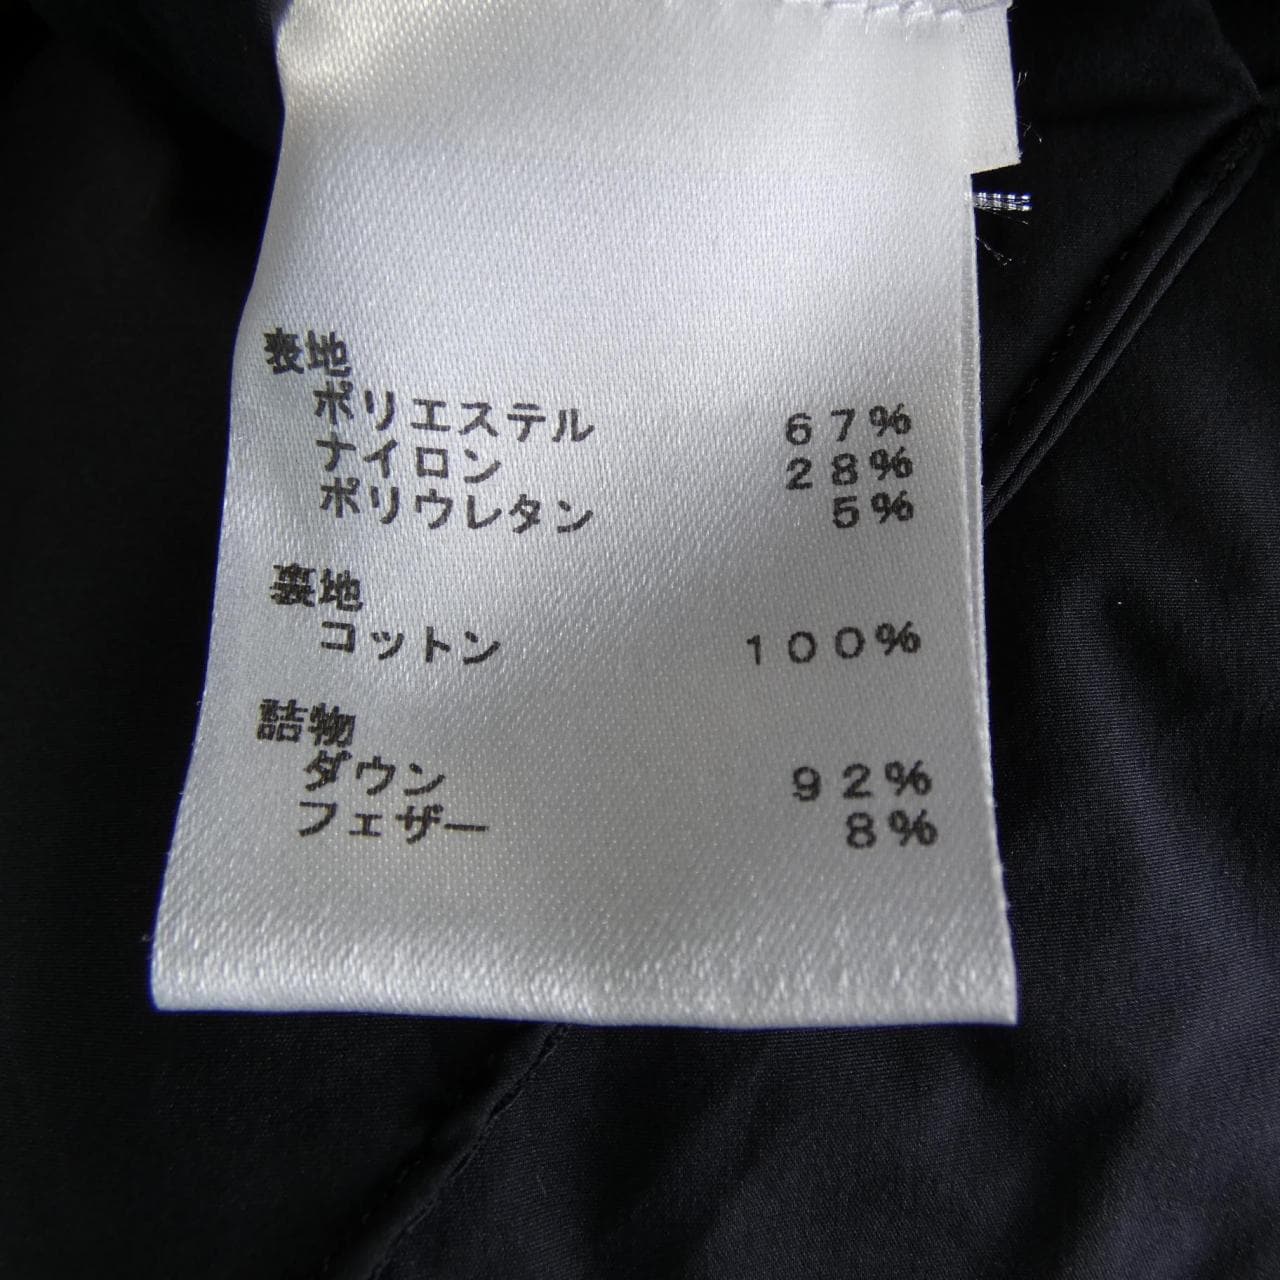 表地
ポリエステル 67%
ナイロン 28%
ポリウレタン 5%
裏地
コットン 100%
詰物
ダウン 92%
フェザー 8%